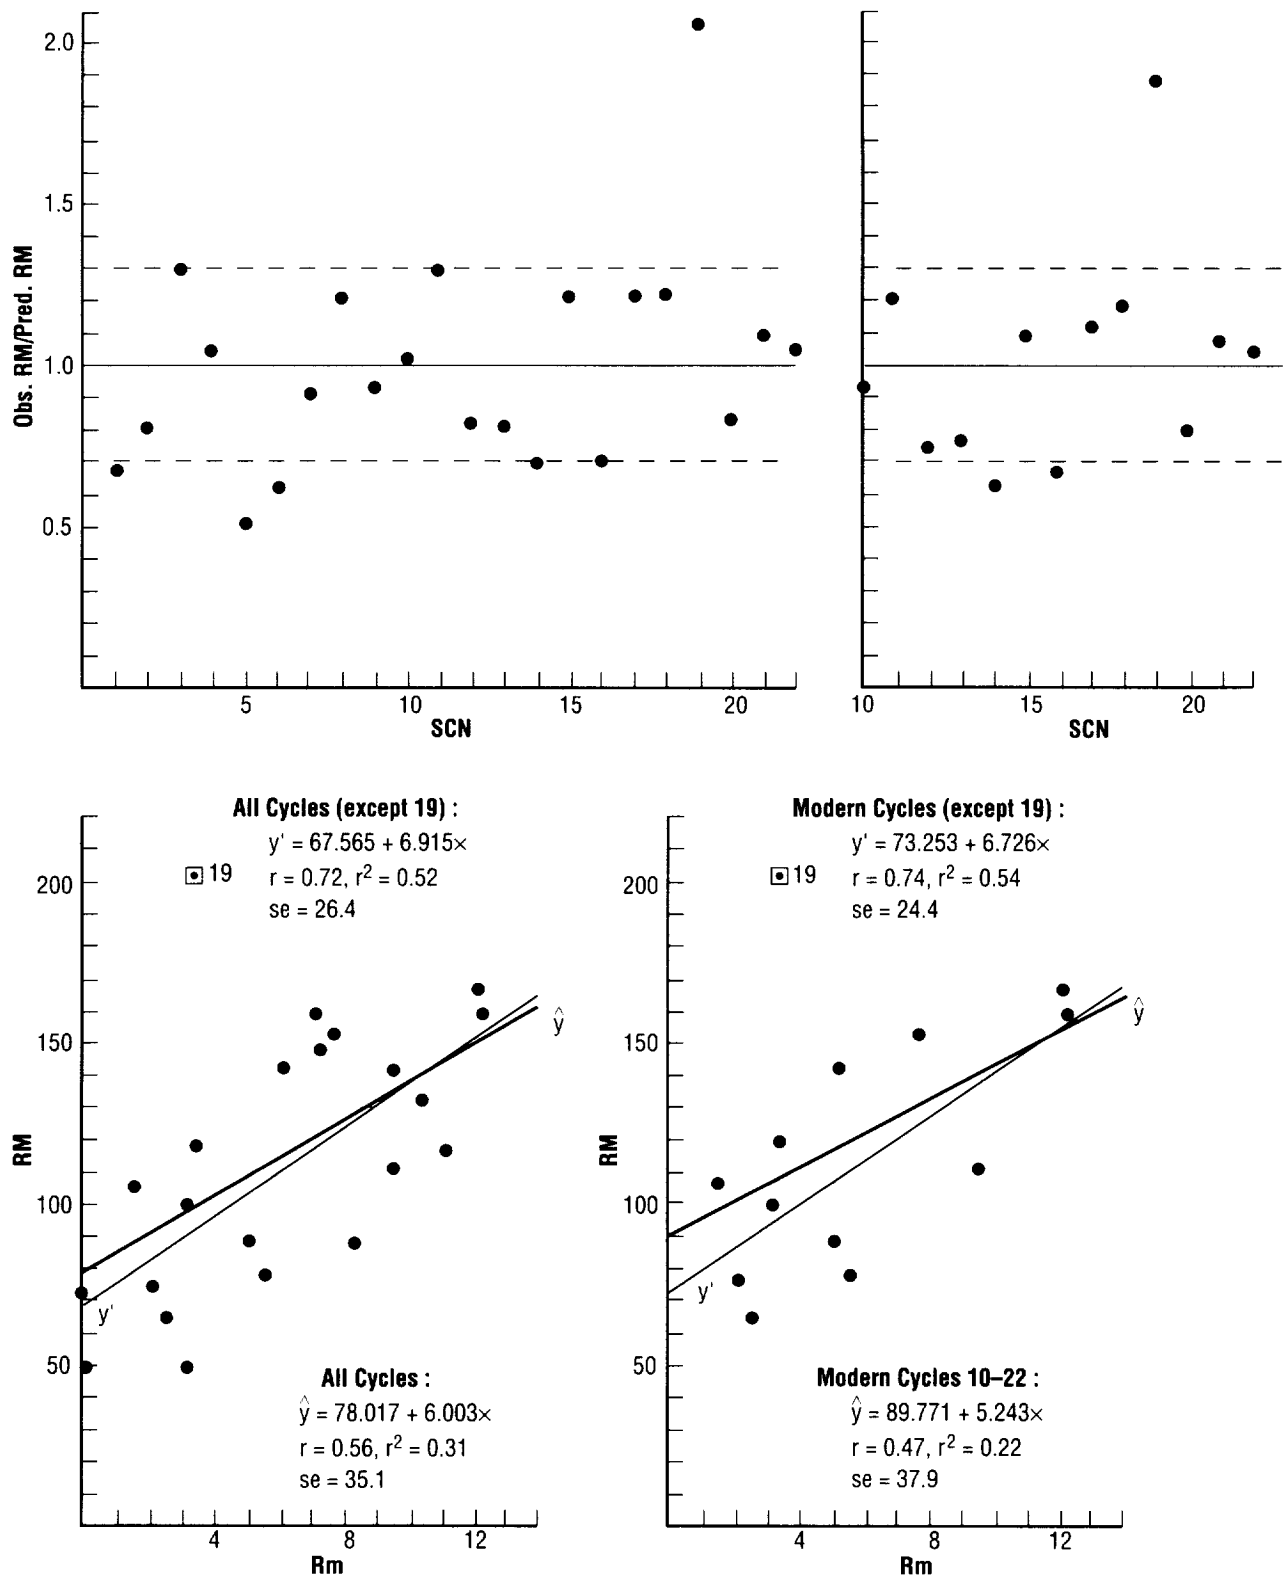 2.0
1.5
1.0
0.5
Obs. RM/Pred. RM
5 10 15 20
SCN
10 15 20
SCN
All Cycles (except 19) :
y' = 67.565 + 6.915×
r = 0.72, r² = 0.52
se = 26.4
19
200
150
100
50
RM
ŷ
y'
All Cycles :
ŷ = 78.017 + 6.003×
r = 0.56, r² = 0.31
se = 35.1
4 8 12
Rm
Modern Cycles (except 19) :
y' = 73.253 + 6.726×
r = 0.74, r² = 0.54
se = 24.4
19
200
150
100
50
RM
ŷ
y'
Modern Cycles 10–22 :
ŷ = 89.771 + 5.243×
r = 0.47, r² = 0.22
se = 37.9
4 8 12
Rm